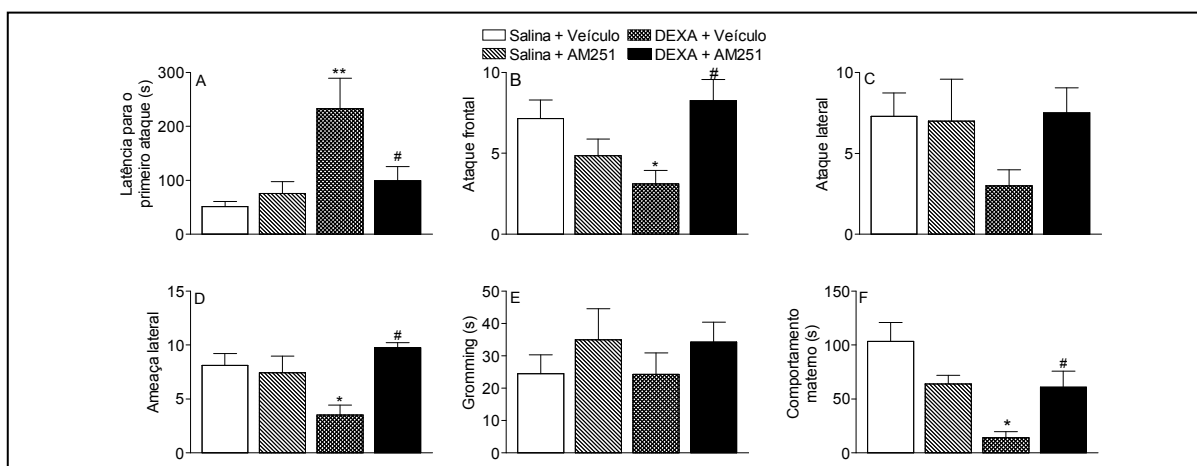 Salina + Veículo DEXA + Veículo
Salina + AM251 DEXA + AM251
A
Latência para o
primeiro ataque (s)
300
200
100
0
**
#
B
Ataque frontal
10
5
0
*
#
C
Ataque lateral
10
5
0
D
Ameaça lateral
15
10
5
0
*
#
E
Gromming (s)
50
40
30
20
10
0
F
Comportamento
materno (s)
150
100
50
0
*
#